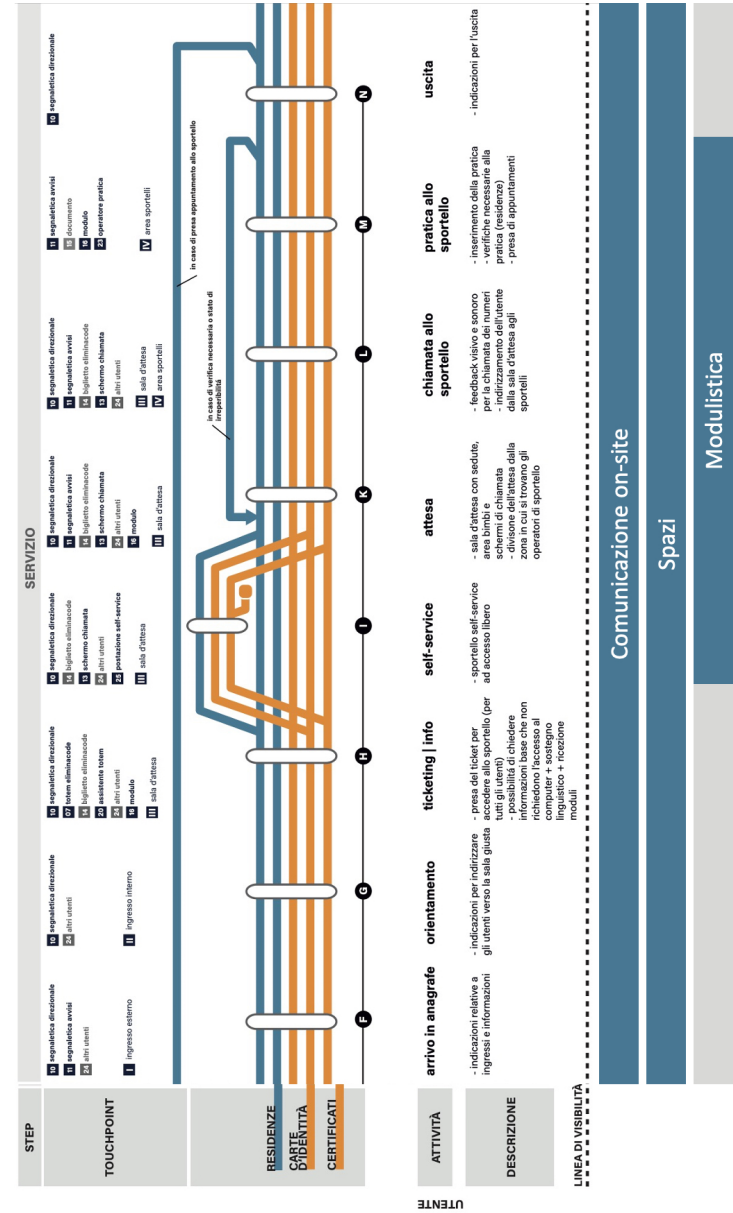 STEP
SERVIZIO
TOUCHPOINT
10 segnaletica direzionale
11 segnaletica avvisi
24 altri utenti
I ingresso esterno
10 segnaletica direzionale
24 altri utenti
II ingresso interno
10 segnaletica direzionale
07 totem eliminacode
14 biglietto eliminacode
20 assistente totem
24 altri utenti
16 modulo
III sala d'attesa
10 segnaletica direzionale
14 biglietto eliminacode
13 schermo chiamata
24 altri utenti
25 postazione self-service
III sala d'attesa
10 segnaletica direzionale
11 segnaletica avvisi
14 biglietto eliminacode
13 schermo chiamata
24 altri utenti
16 modulo
III sala d'attesa
10 segnaletica direzionale
11 segnaletica avvisi
14 biglietto eliminacode
13 schermo chiamata
24 altri utenti
III sala d'attesa
IV area sportelli
11 segnaletica avvisi
15 documento
16 modulo
23 operatore pratica
IV area sportelli
10 segnaletica direzionale
in caso di presa appuntamento allo sportello
in caso di verifica necessaria o stato di
irreperibilità
RESIDENZE
CARTE
D'IDENTITÀ
CERTIFICATI
F
G
H
I
K
L
M
N
UTENTE
ATTIVITÀ
arrivo in anagrafe
orientamento
ticketing | info
self-service
attesa
chiamata allo
sportello
pratica allo
sportello
uscita
DESCRIZIONE
- indicazioni relative a
ingressi e informazioni
- indicazioni per indirizzare
gli utenti verso la sala giusta
- presa del ticket per
accedere allo sportello (per
tutti gli utenti)
- possibilitá di chiedere
informazioni base che non
richiedono l'accesso al
computer + sostegno
linguistico + ricezione
moduli
- sportello self-service
ad accesso libero
- sala d'attesa con sedute,
area bimbi e
schermi di chiamata
- divisone dell'attesa dalla
zona in cui si trovano gli
operatori di sportello
- feedback visivo e sonoro
per la chiamata dei numeri
- indirizzamento dell'utente
dalla sala d'attesa agli
sportelli
- inserimento della pratica
- verifiche necessarie alla
pratica (residenze)
- presa di appuntamenti
- indicazioni per l'uscita
LINEA DI VISIBILITÀ
Comunicazione on-site
Spazi
Modulistica